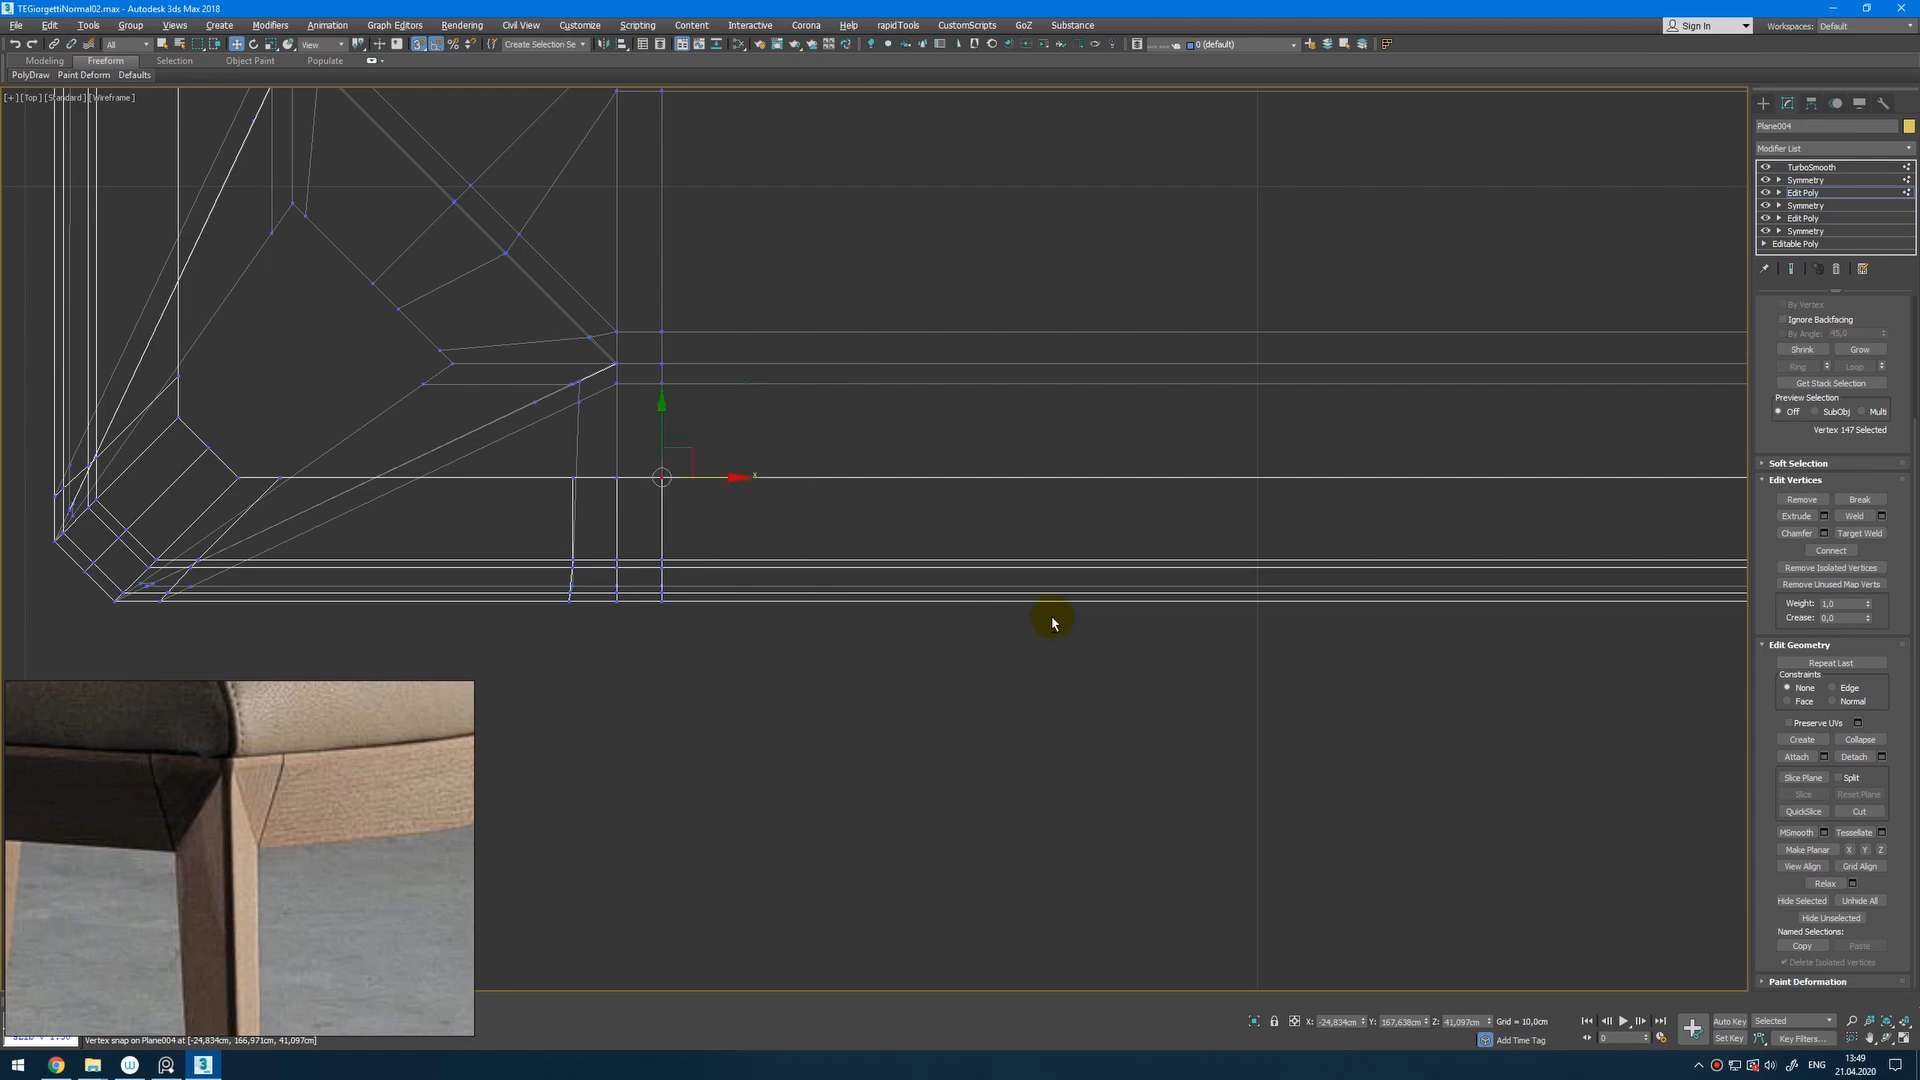 TEGiorgettiNormal02.max - Autodesk 3ds Max 2018
File Edit Tools Group Views Create Modifiers Animation Graph Editors Rendering Civil View Customize Scripting Content Interactive Corona Help rapidTools CustomScripts GoZ Substance
Sign In Workspaces: Default
All View Create Selection Se 0 (default)
Modeling Freeform Selection Object Paint Populate
PolyDraw Paint Deform Defaults
[+] [Top] [Standard] [Wireframe]
Plane004
Modifier List
TurboSmooth
Symmetry
Edit Poly
Symmetry
Edit Poly
Symmetry
Editable Poly
By Vertex
Ignore Backfacing
By Angle: 45,0
Shrink Grow
Ring Loop
Get Stack Selection
Preview Selection
Off SubObj Multi
Vertex 147 Selected
Soft Selection
Edit Vertices
Remove Break
Extrude Weld
Chamfer Target Weld
Connect
Remove Isolated Vertices
Remove Unused Map Verts
Weight: 1,0
Crease: 0,0
Edit Geometry
Repeat Last
Constraints
None Edge
Face Normal
Preserve UVs
Create Collapse
Attach Detach
Slice Plane Split
Slice Reset Plane
QuickSlice Cut
MSmooth Tessellate
Make Planar X Y Z
View Align Grid Align
Relax
Hide Selected Unhide All
Hide Unselected
Named Selections:
Copy Paste
Delete Isolated Vertices
Paint Deformation
x
X: -24,834cm Y: 167,638cm Z: 41,097cm Grid = 10,0cm
Auto Key Selected
Vertex snap on Plane004 at [-24,834cm, 166,971cm, 41,097cm]
Add Time Tag
0
Set Key Key Filters...
ENG
13:49
21.04.2020